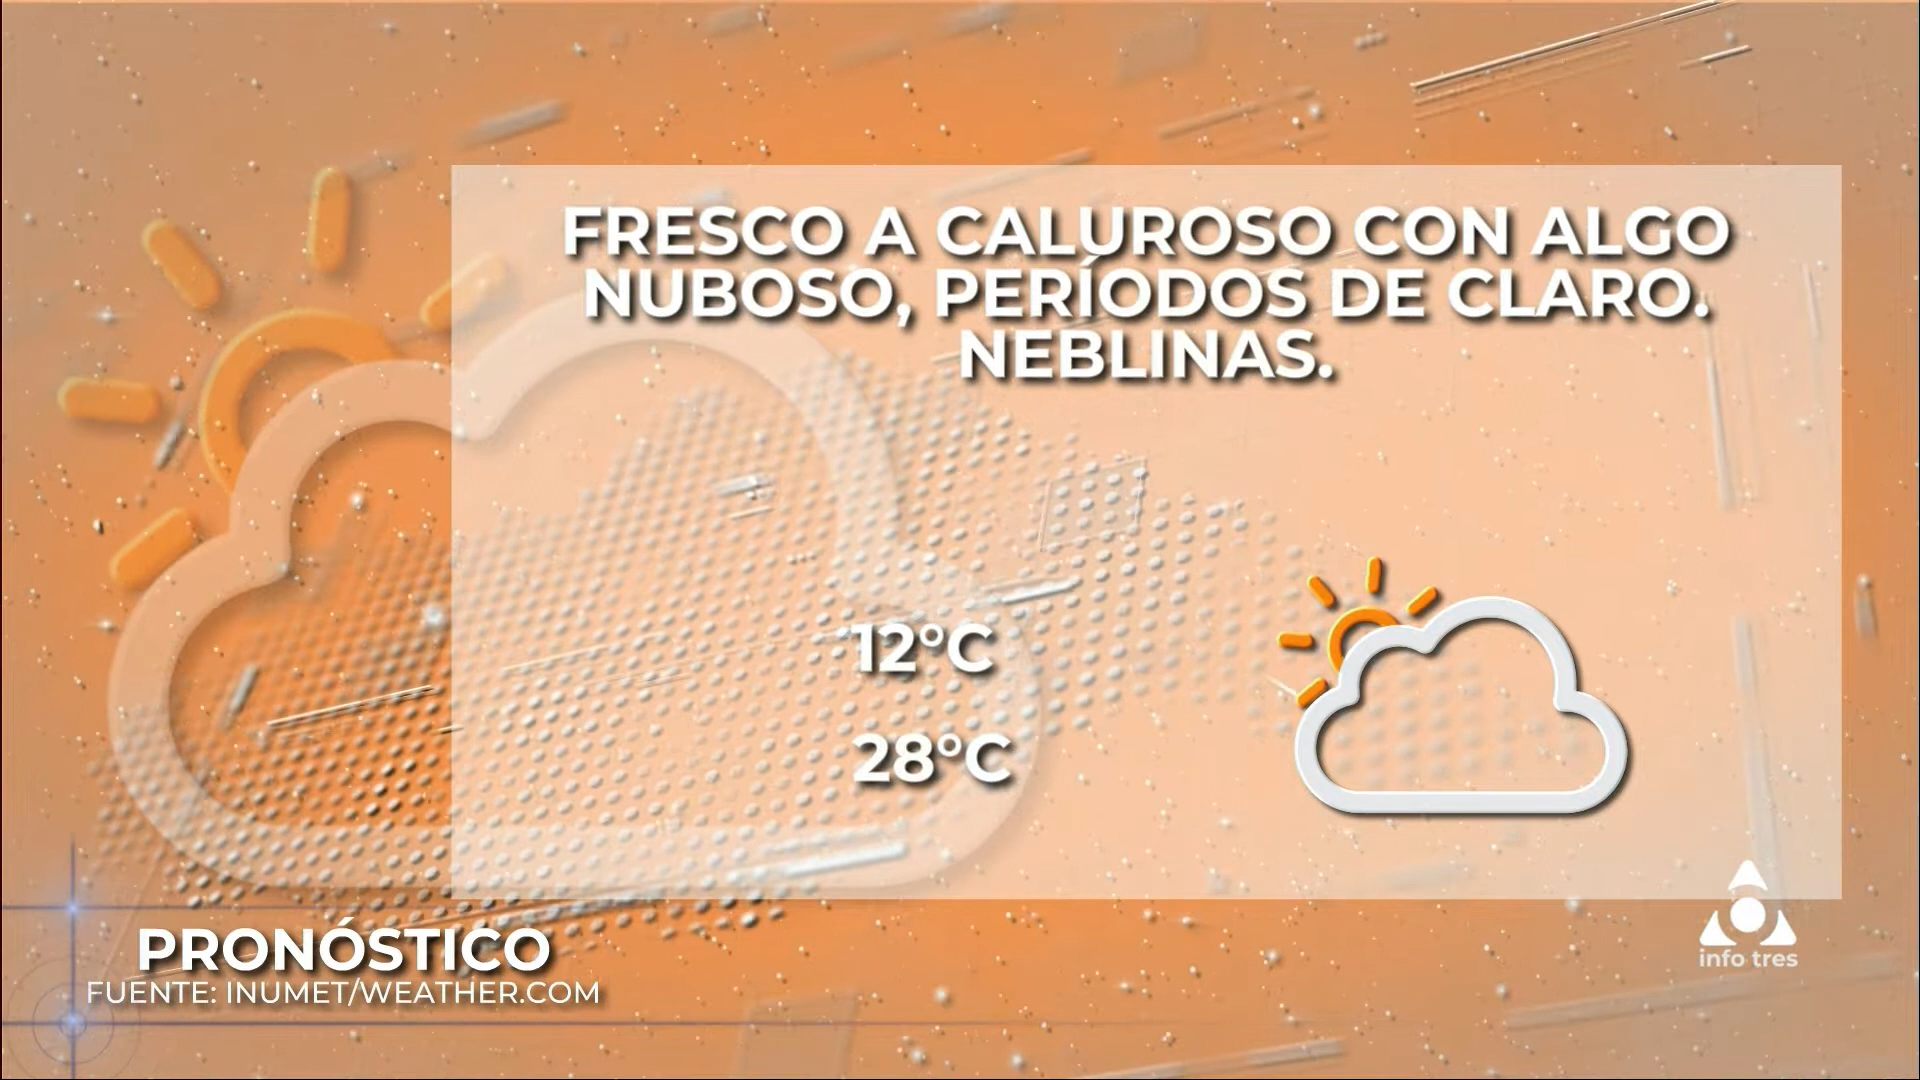 FRESCO A CALUROSO CON ALGO
NUBOSO, PERÍODOS DE CLARO.
NEBLINAS.
12°C
28°C
PRONÓSTICO
FUENTE: INUMET/WEATHER.COM
info tres